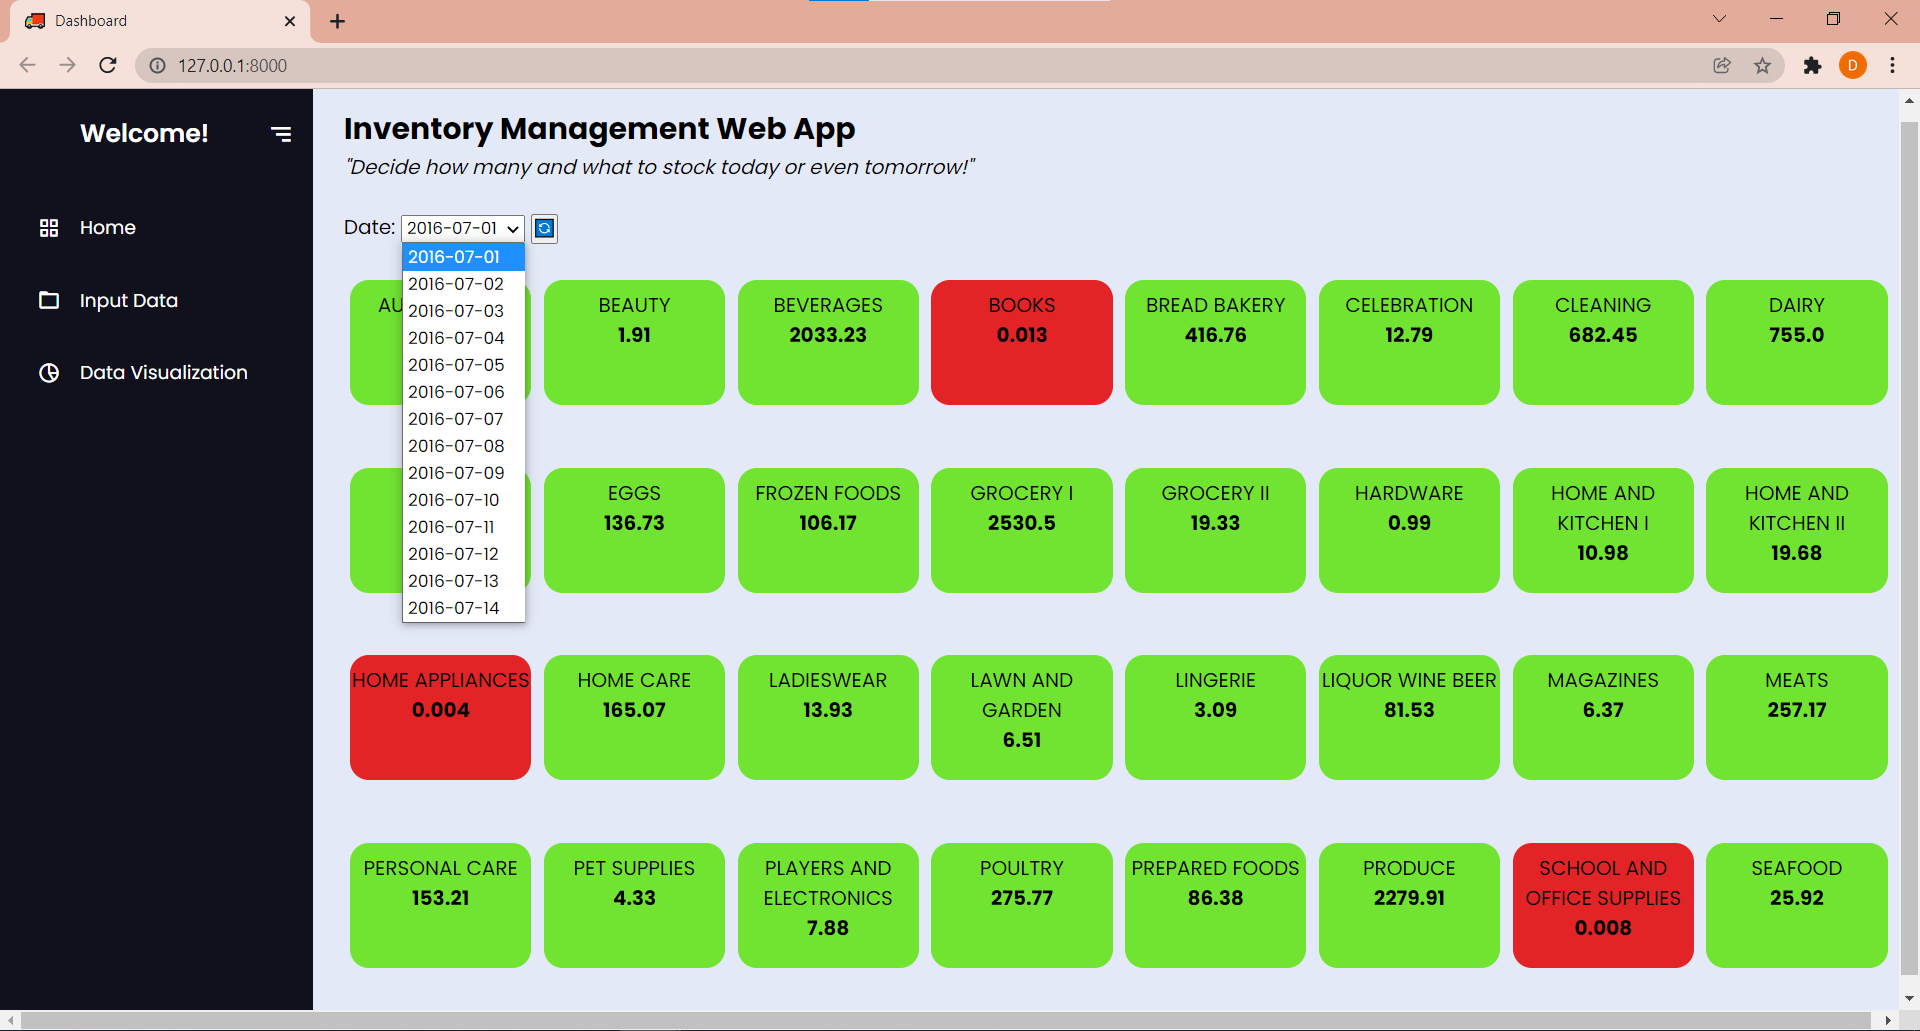 Dashboard
127.0.0.1:8000
D
Welcome!
Home
Input Data
Data Visualization
Inventory Management Web App
"Decide how many and what to stock today or even tomorrow!"
Date: 2016-07-01
2016-07-01
2016-07-02
2016-07-03
2016-07-04
2016-07-05
2016-07-06
2016-07-07
2016-07-08
2016-07-09
2016-07-10
2016-07-11
2016-07-12
2016-07-13
2016-07-14
AU
BEAUTY
1.91
BEVERAGES
2033.23
BOOKS
0.013
BREAD BAKERY
416.76
CELEBRATION
12.79
CLEANING
682.45
DAIRY
755.0
EGGS
136.73
FROZEN FOODS
106.17
GROCERY I
2530.5
GROCERY II
19.33
HARDWARE
0.99
HOME AND
KITCHEN I
10.98
HOME AND
KITCHEN II
19.68
HOME APPLIANCES
0.004
HOME CARE
165.07
LADIESWEAR
13.93
LAWN AND
GARDEN
6.51
LINGERIE
3.09
LIQUOR WINE BEER
81.53
MAGAZINES
6.37
MEATS
257.17
PERSONAL CARE
153.21
PET SUPPLIES
4.33
PLAYERS AND
ELECTRONICS
7.88
POULTRY
275.77
PREPARED FOODS
86.38
PRODUCE
2279.91
SCHOOL AND
OFFICE SUPPLIES
0.008
SEAFOOD
25.92